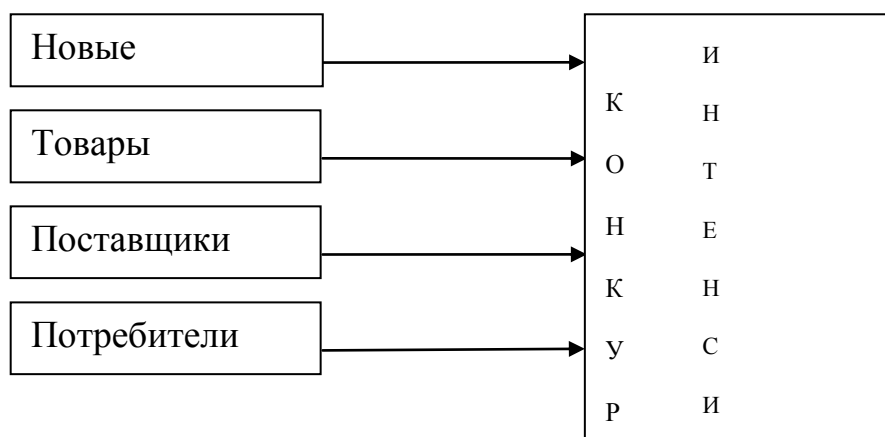 Новые
Товары
Поставщики
Потребители
КОНКУР
ИНТЕНСИ